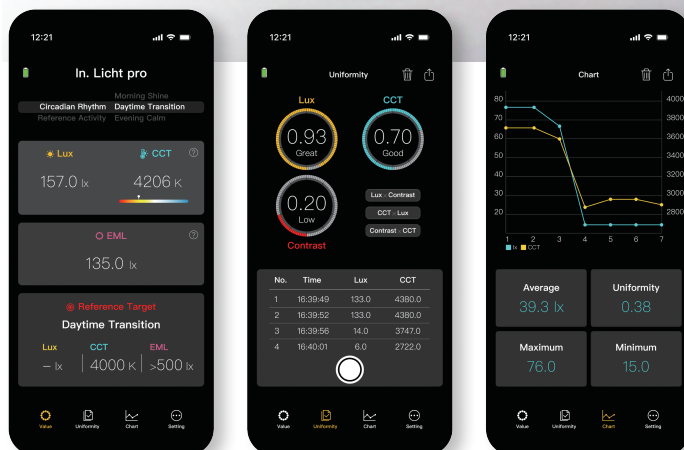 12:21
In. Licht pro
Morning Shine
Circadian Rhythm Daytime Transition
Reference Activity Evening Calm
Lux CCT ?
157.0 lx 4206 K
EML ?
135.0 lx
Reference Target
Daytime Transition
Lux CCT EML
– lx 4000 K >500 lx
Value Uniformity Chart Setting
12:21
Uniformity
Lux CCT
0.93 0.70
Great Good
0.20
Low
Contrast
Lux : Contrast
CCT : Lux
Contrast : CCT
No. Time Lux CCT
1 16:39:49 133.0 4380.0
2 16:39:52 133.0 4380.0
3 16:39:56 14.0 3747.0
4 16:40:01 6.0 2722.0
Value Uniformity Chart Setting
12:21
Chart
80 4000
70 3800
60 3600
50 3400
40 3200
30 3000
20 2800
1 2 3 4 5 6 7
lx CCT
Average Uniformity
39.3 lx 0.38
Maximum Minimum
76.0 15.0
Value Uniformity Chart Setting